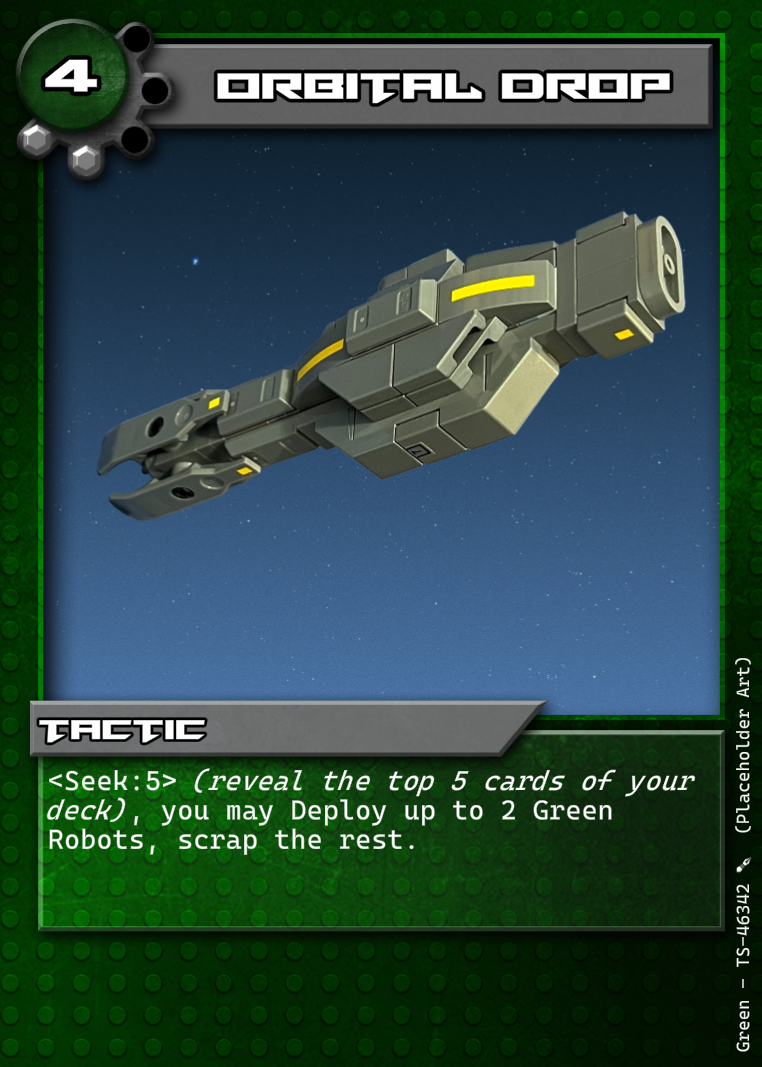 4
ORBITAL DROP
TACTIC
<Seek:5> (reveal the top 5 cards of your
deck), you may Deploy up to 2 Green
Robots, scrap the rest.
Green – TS-46342 ✒ (Placeholder Art)